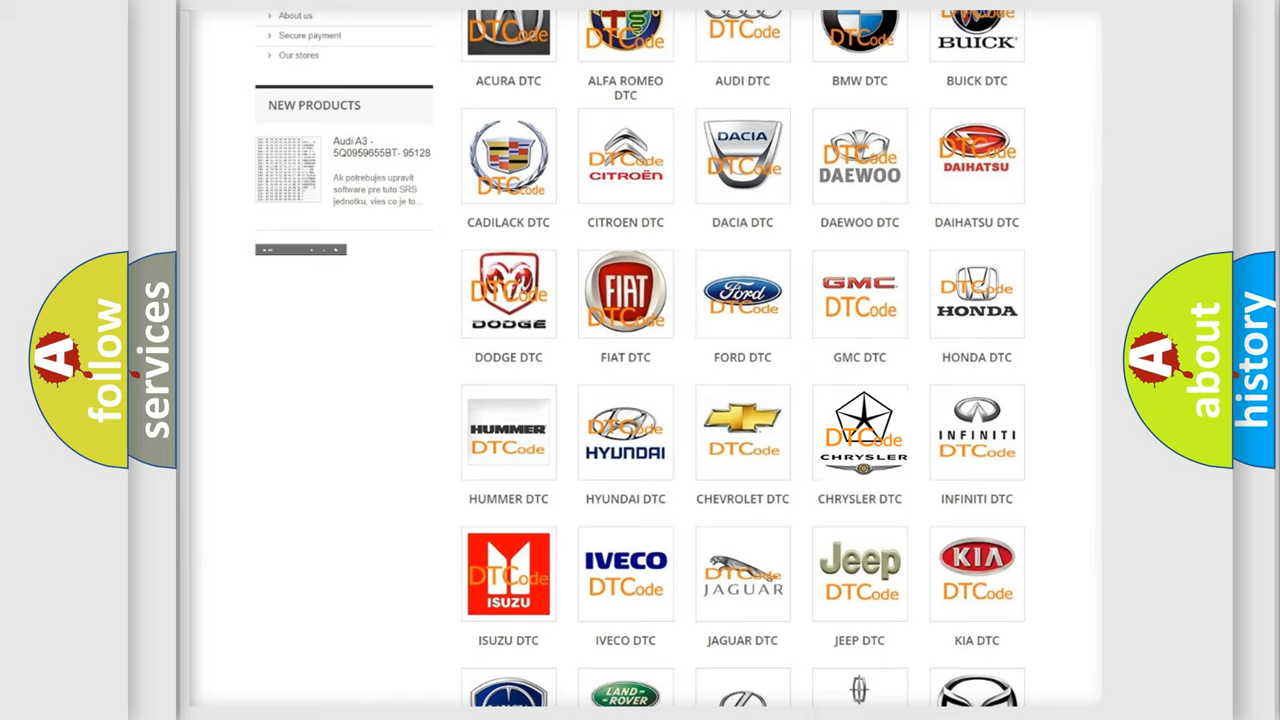 About us
Secure payment
Our stores
NEW PRODUCTS
Audi A3 -
5Q0959655BT- 95128
Ak potrebujes upravit
software pre tuto SRS
jednotku, vies co je to...
follow
services
about
history
A
A
DTCode
DTCode
DTCode
DTCode
BUICK
ACURA DTC
ALFA ROMEO
DTC
AUDI DTC
BMW DTC
BUICK DTC
DTCode
DTCode
CITROËN
DACIA
DTCode
DTCode
DAEWOO
DTCode
DAIHATSU
CADILACK DTC
CITROEN DTC
DACIA DTC
DAEWOO DTC
DAIHATSU DTC
DTCode
DODGE
FIAT
DTCode
Ford
DTCode
GMC
DTCode
DTCode
HONDA
DODGE DTC
FIAT DTC
FORD DTC
GMC DTC
HONDA DTC
HUMMER
DTCode
DTCode
HYUNDAI
DTCode
DTCode
CHRYSLER
INFINITI
DTCode
HUMMER DTC
HYUNDAI DTC
CHEVROLET DTC
CHRYSLER DTC
INFINITI DTC
DTCode
ISUZU
IVECO
DTCode
DTCode
JAGUAR
Jeep
DTCode
KIA
DTCode
ISUZU DTC
IVECO DTC
JAGUAR DTC
JEEP DTC
KIA DTC
LAND-
ROVER